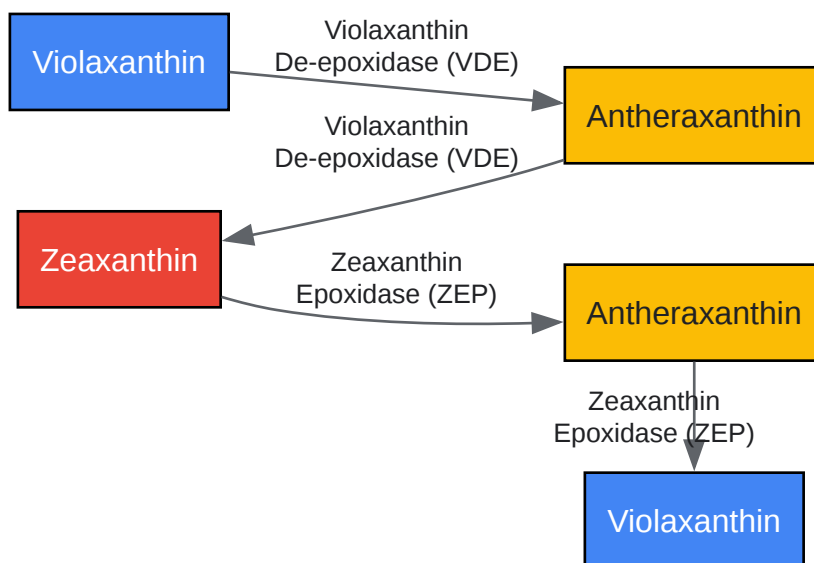 Violaxanthin
Violaxanthin
De-epoxidase (VDE)
Antheraxanthin
Violaxanthin
De-epoxidase (VDE)
Zeaxanthin
Zeaxanthin
Epoxidase (ZEP)
Antheraxanthin
Zeaxanthin
Epoxidase (ZEP)
Violaxanthin